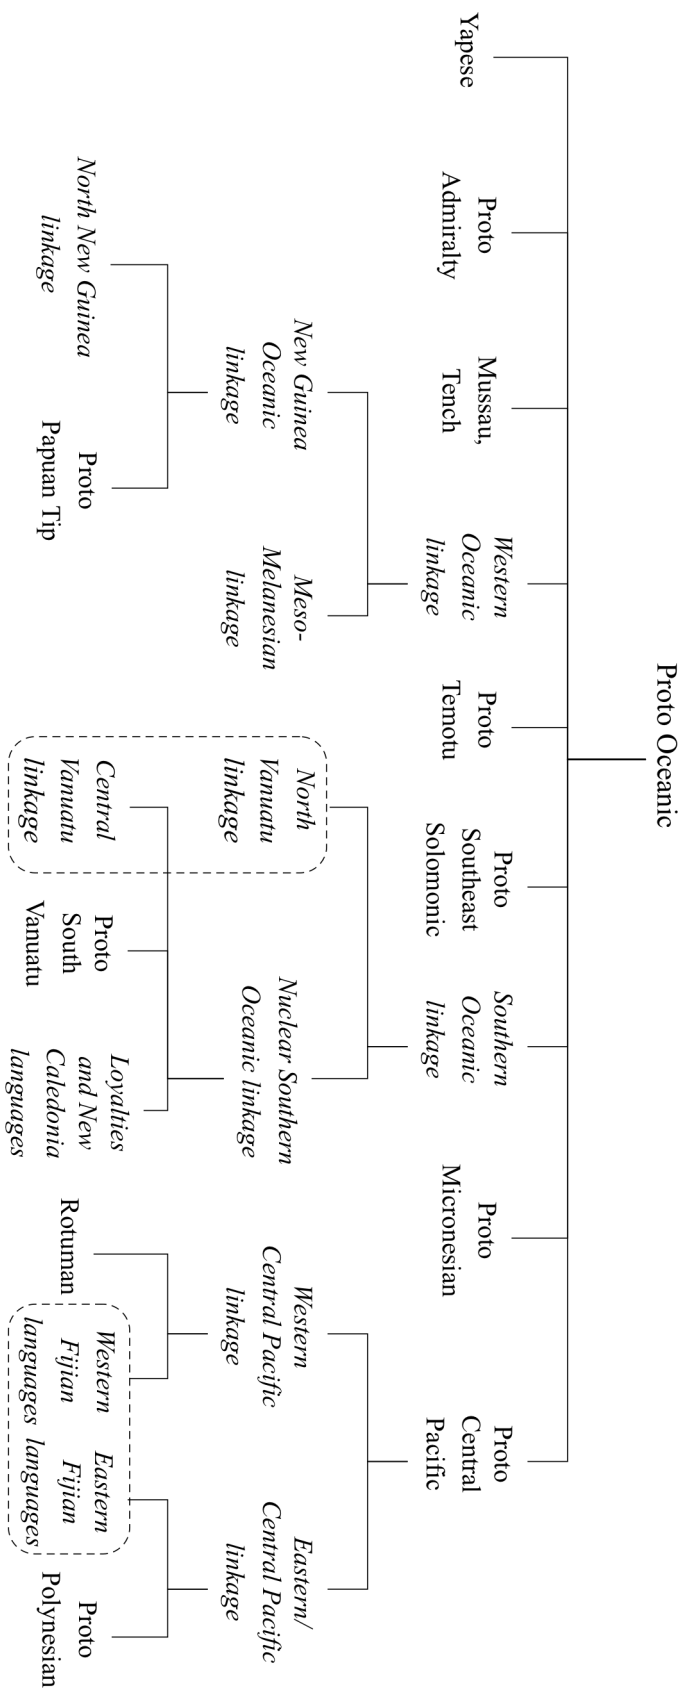 Proto Oceanic
Yapese
Proto
Admiralty
Mussau,
Tench
Western
Oceanic
linkage
Proto
Temotu
Proto
Southeast
Solomonic
Southern
Oceanic
linkage
Proto
Micronesian
Proto
Central
Pacific
New Guinea
Oceanic
linkage
Meso-
Melanesian
linkage
North
Vanuatu
linkage
Nuclear Southern
Oceanic linkage
Western
Central Pacific
linkage
Eastern/
Central Pacific
linkage
North New Guinea
linkage
Proto
Papuan Tip
Central
Vanuatu
linkage
Proto
South
Vanuatu
Loyalties
and New
Caledonia
languages
Rotuman
Western
Fijian
languages
Eastern
Fijian
languages
Proto
Polynesian